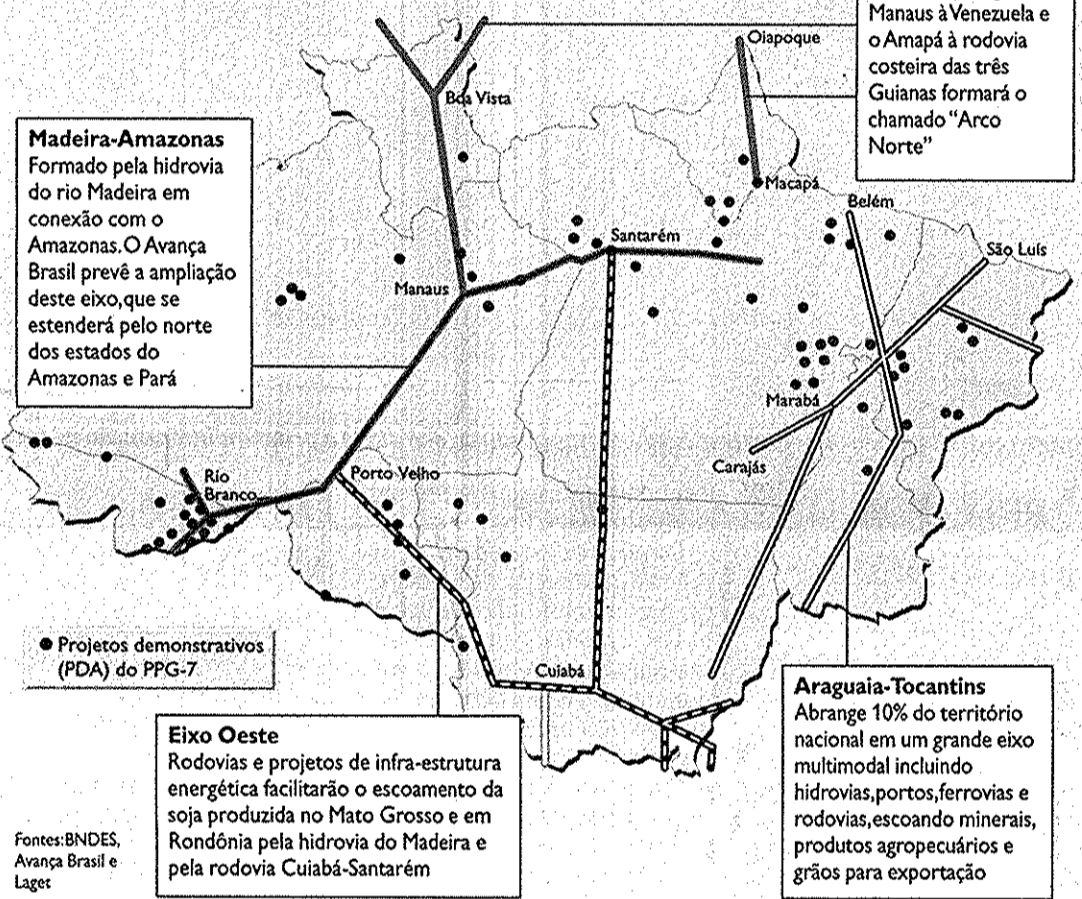 Manaus à Venezuela e
o Amapá à rodovia
costeira das três
Guianas formará o
chamado "Arco
Norte"
Oiapoque
Boa Vista
Madeira-Amazonas
Formado pela hidrovia
do rio Madeira em
conexão com o
Amazonas.O Avança
Brasil prevê a ampliação
deste eixo,que se
estenderá pelo norte
dos estados do
Amazonas e Pará
Macapá
Belém
Santarém
São Luís
Manaus
Marabá
Carajás
Rio
Branco
Porto Velho
Projetos demonstrativos
(PDA) do PPG-7
Cuiabá
Eixo Oeste
Rodovias e projetos de infra-estrutura
energética facilitarão o escoamento da
soja produzida no Mato Grosso e em
Rondônia pela hidrovia do Madeira e
pela rodovia Cuiabá-Santarém
Araguaia-Tocantins
Abrange 10% do território
nacional em um grande eixo
multimodal incluindo
hidrovias,portos,ferrovias e
rodovias,escoando minerais,
produtos agropecuários e
grãos para exportação
Fontes:BNDES,
Avança Brasil e
Laget